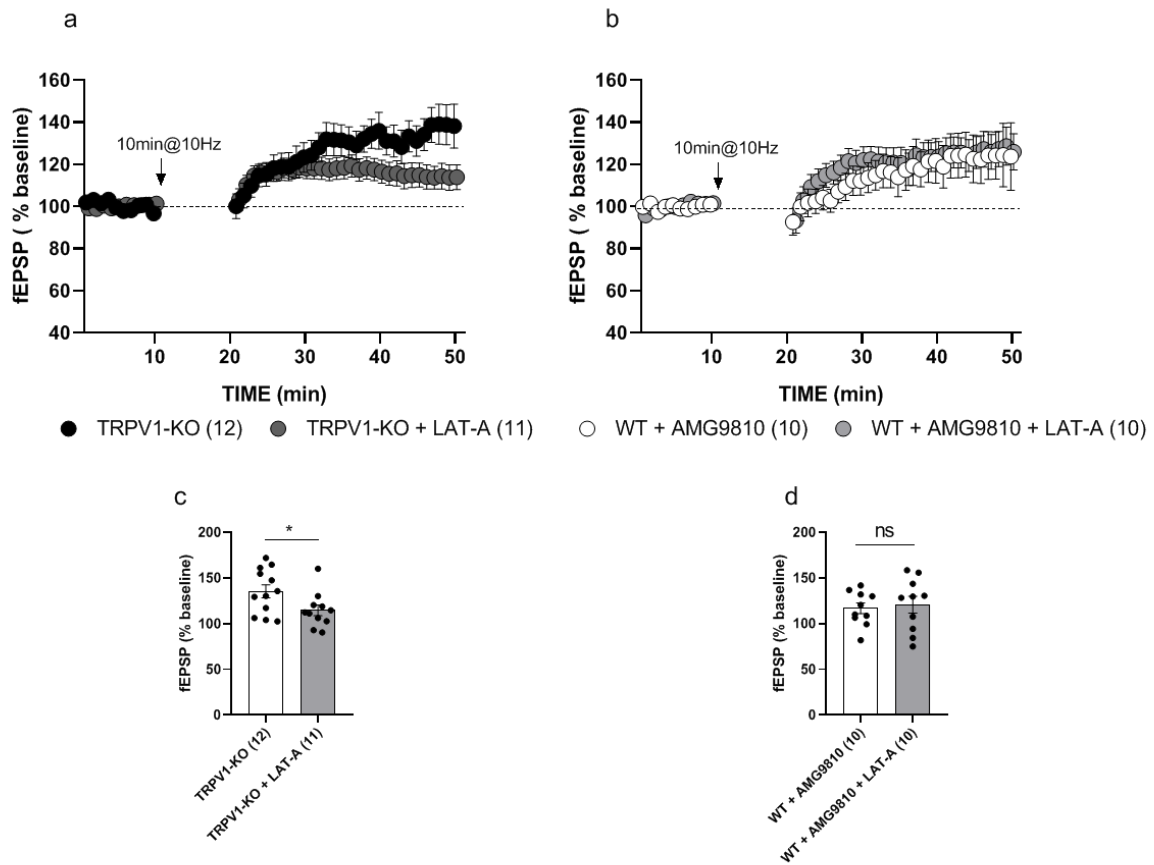 a
b
160
140
120
100
80
60
40
fEPSP ( % baseline)
10min@10Hz
10
20
30
40
50
TIME (min)
160
140
120
100
80
60
40
fEPSP ( % baseline)
10min@10Hz
10
20
30
40
50
TIME (min)
TRPV1-KO (12) TRPV1-KO + LAT-A (11) WT + AMG9810 (10) WT + AMG9810 + LAT-A (10)
c
200
150
100
50
0
fEPSP (% baseline)
*
TRPV1-KO (12)
TRPV1-KO + LAT-A (11)
d
200
150
100
50
0
fEPSP (% baseline)
ns
WT + AMG9810 (10)
WT + AMG9810 + LAT-A (10)